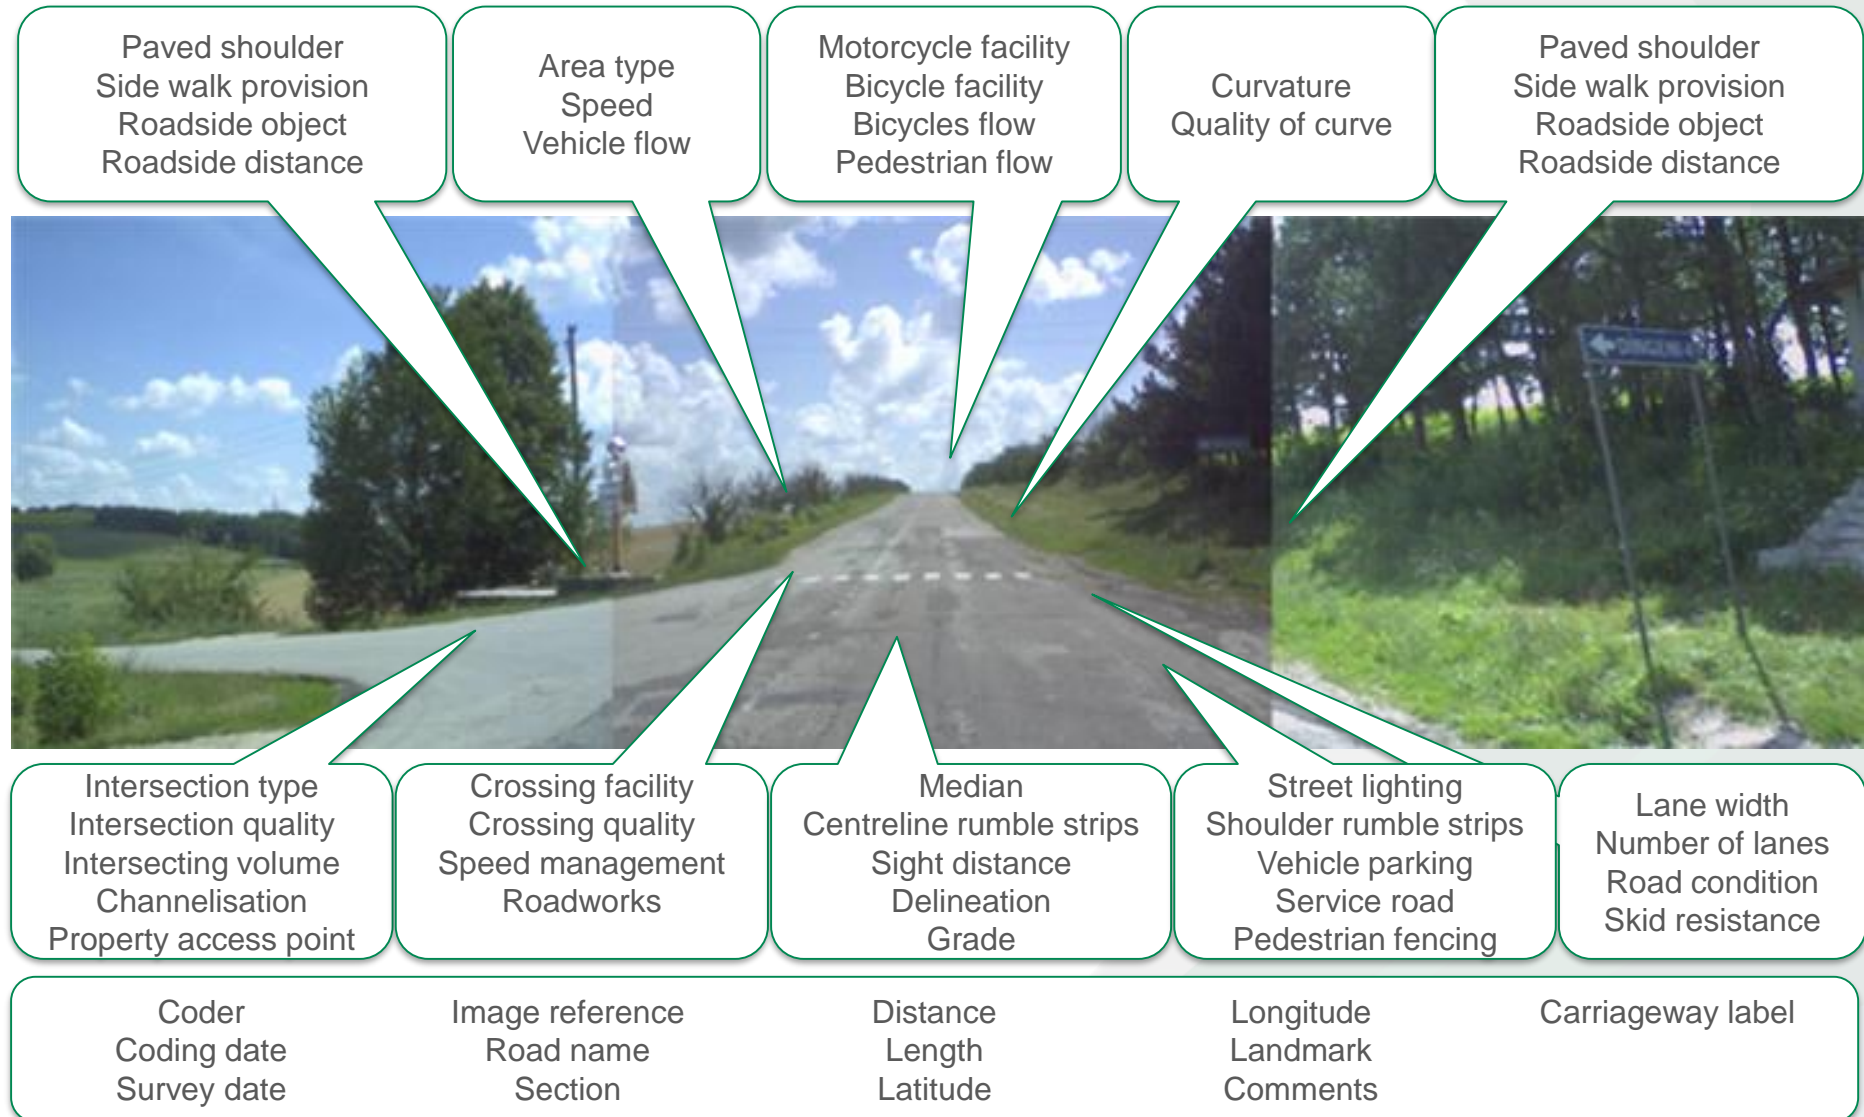 Paved shoulder
Side walk provision
Roadside object
Roadside distance
Area type
Speed
Vehicle flow
Motorcycle facility
Bicycle facility
Bicycles flow
Pedestrian flow
Curvature
Quality of curve
Paved shoulder
Side walk provision
Roadside object
Roadside distance
Intersection type
Intersection quality
Intersecting volume
Channelisation
Property access point
Crossing facility
Crossing quality
Speed management
Roadworks
Median
Centreline rumble strips
Sight distance
Delineation
Grade
Street lighting
Shoulder rumble strips
Vehicle parking
Service road
Pedestrian fencing
Lane width
Number of lanes
Road condition
Skid resistance
Coder
Coding date
Survey date
Image reference
Road name
Section
Distance
Length
Latitude
Longitude
Landmark
Comments
Carriageway label